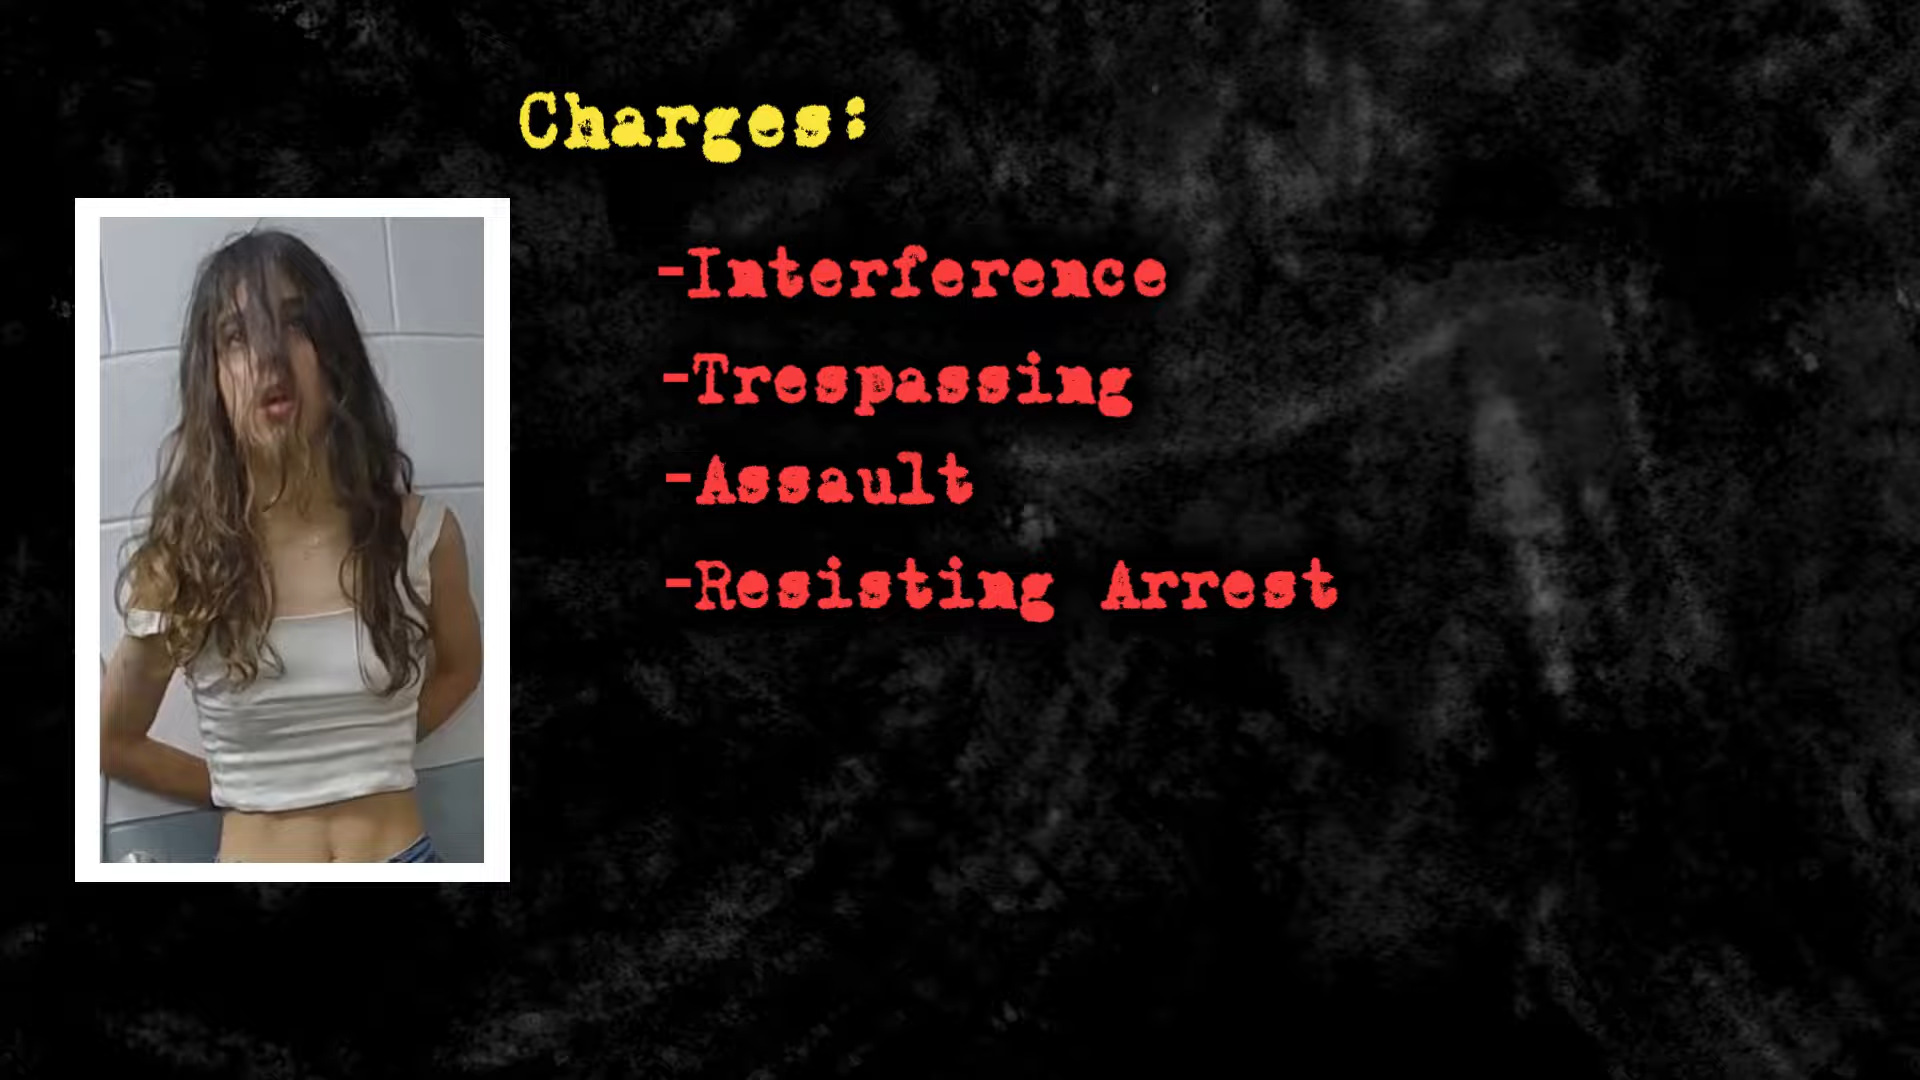 Charges:
-Interference
-Trespassing
-Assault
-Resisting Arrest